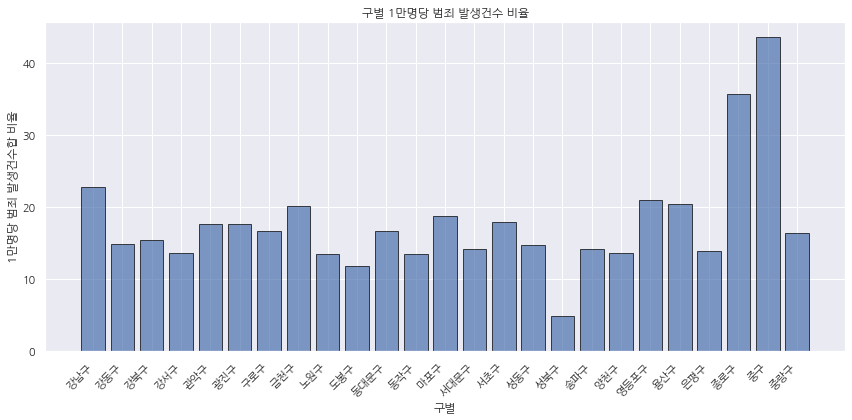 구별 1만명당 범죄 발생건수 비율
1만명당 범죄 발생건수합 비율
40
30
20
10
0
강남구
강동구
강북구
강서구
관악구
광진구
구로구
금천구
노원구
도봉구
동대문구
동작구
마포구
서대문구
서초구
성동구
성북구
송파구
양천구
영등포구
용산구
은평구
종로구
중구
중랑구
구별